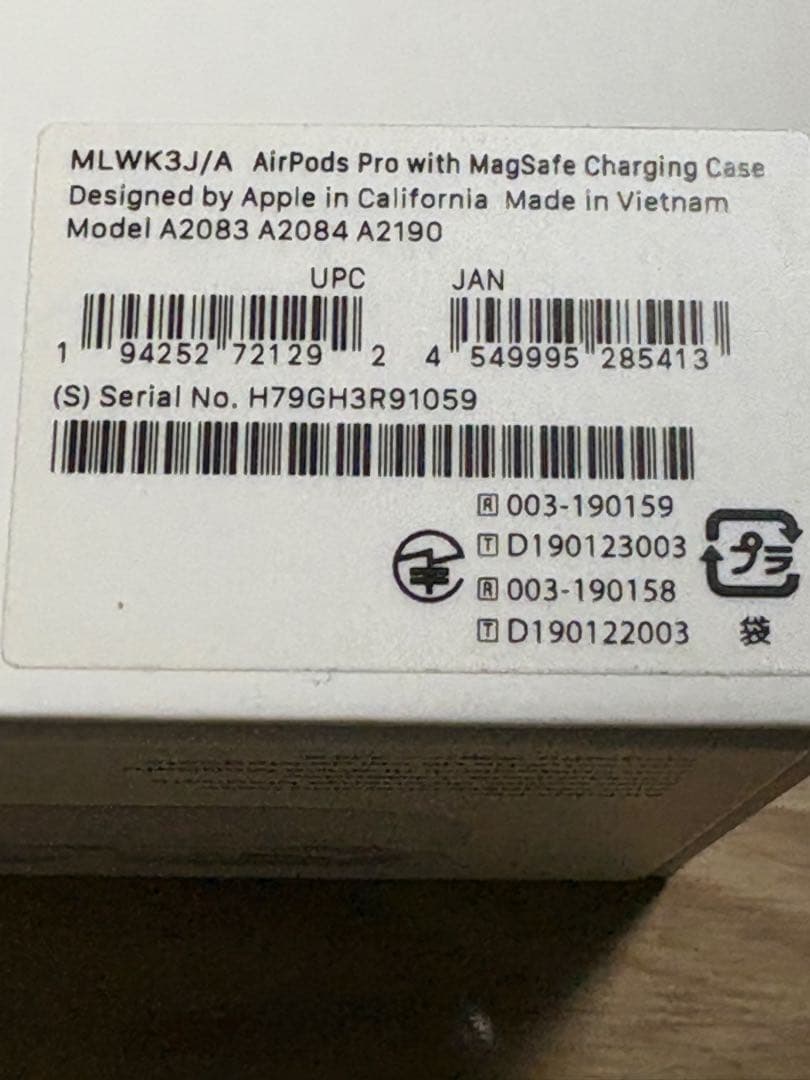 MLWK3J/A AirPods Pro with MagSafe Charging Case
Designed by Apple in California Made in Vietnam
Model A2083 A2084 A2190
UPC JAN
1 94252 72129 2 4 549995 285413
(S) Serial No. H79GH3R91059
R 003-190159
T D190123003
R 003-190158
T D190122003
プラ
袋